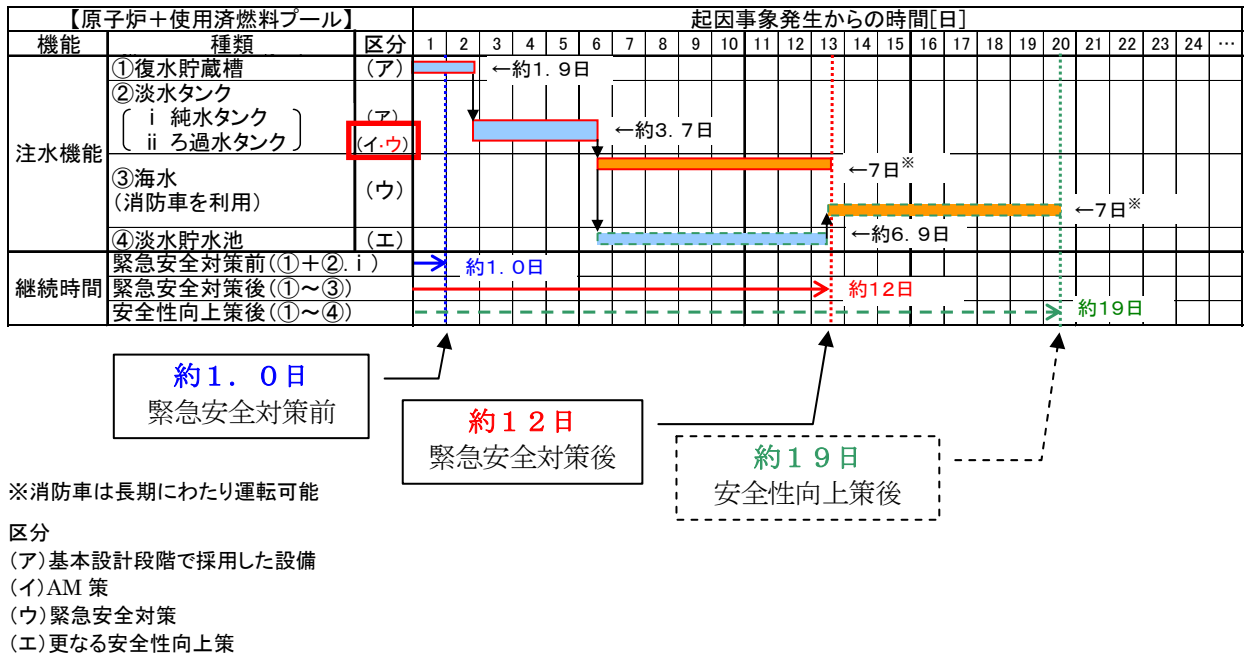 【原子炉＋使用済燃料プール】 起因事象発生からの時間[日]
機能 種類 区分 1 2 3 4 5 6 7 8 9 10 11 12 13 14 15 16 17 18 19 20 21 22 23 24 …
注水機能
①復水貯蔵槽 (ア) ←約1．9日
②淡水タンク
ⅰ 純水タンク (ア)
ⅱ ろ過水タンク (イ・ウ) ←約3．7日
③海水
(消防車を利用) (ウ) ←7日※
←7日※
④淡水貯水池 (エ) ←約6．9日
継続時間
緊急安全対策前(①＋②.ⅰ) 約1．0日
緊急安全対策後(①～③) 約12日
安全性向上策後(①～④) 約19日
約１．０日
緊急安全対策前
約１２日
緊急安全対策後
約１９日
安全性向上策後
※消防車は長期にわたり運転可能
区分
(ア)基本設計段階で採用した設備
(イ)AM 策
(ウ)緊急安全対策
(エ)更なる安全性向上策